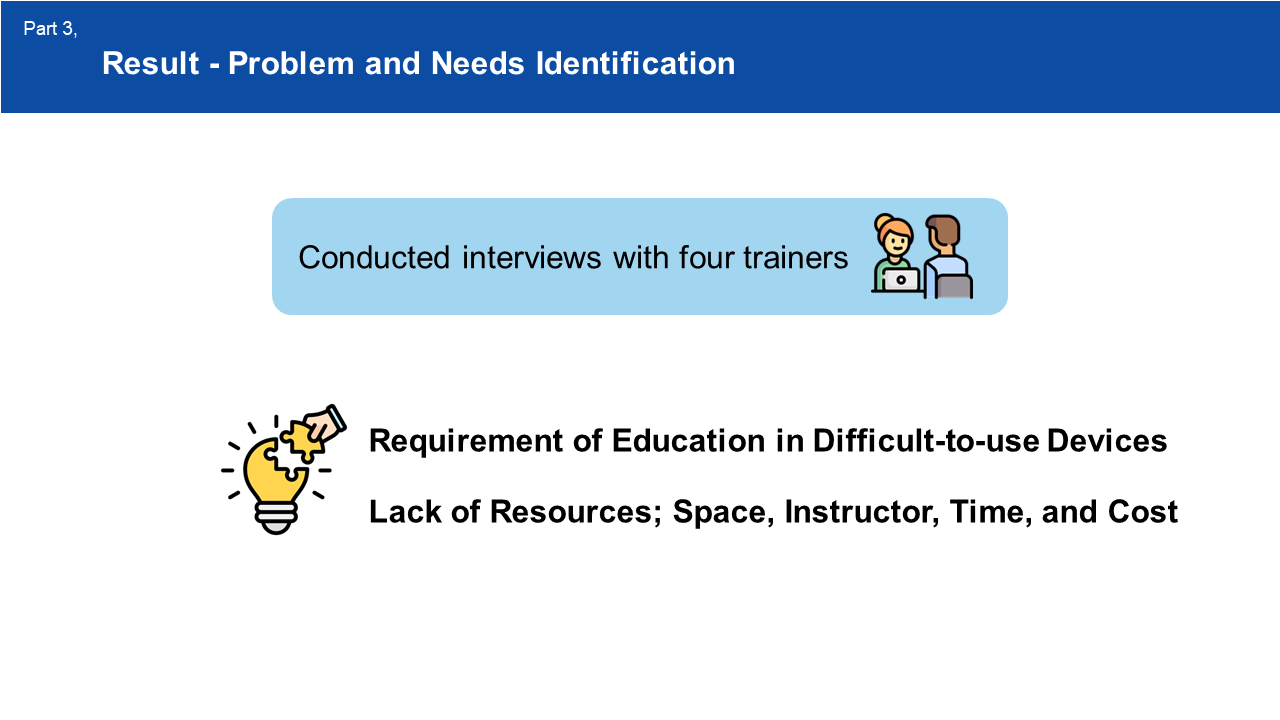 Part 3,
Result - Problem and Needs Identification
Conducted interviews with four trainers
Requirement of Education in Difficult-to-use Devices
Lack of Resources; Space, Instructor, Time, and Cost